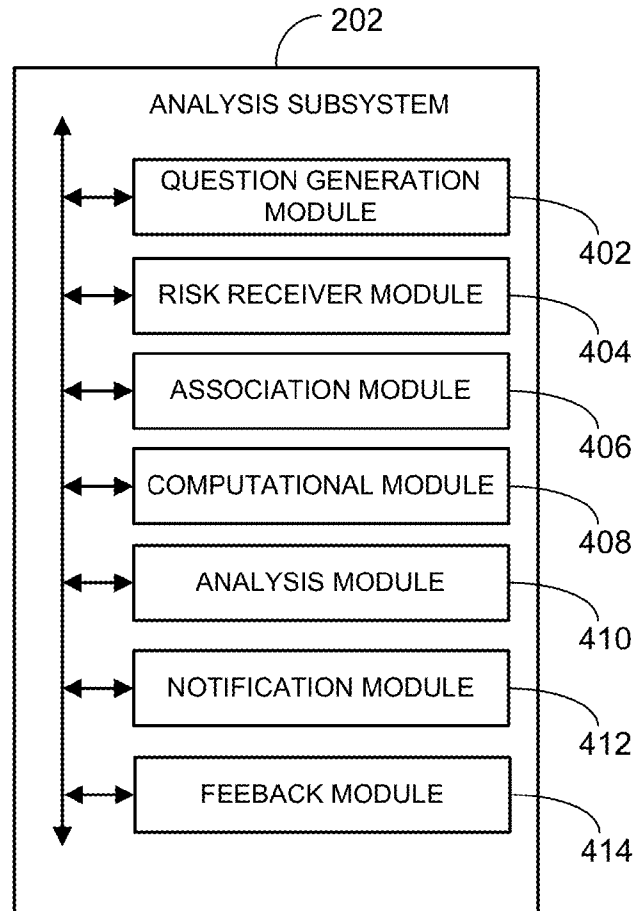 202
ANALYSIS SUBSYSTEM
QUESTION GENERATION
MODULE
402
RISK RECEIVER MODULE
404
ASSOCIATION MODULE
406
COMPUTATIONAL MODULE
408
ANALYSIS MODULE
410
NOTIFICATION MODULE
412
FEEBACK MODULE
414